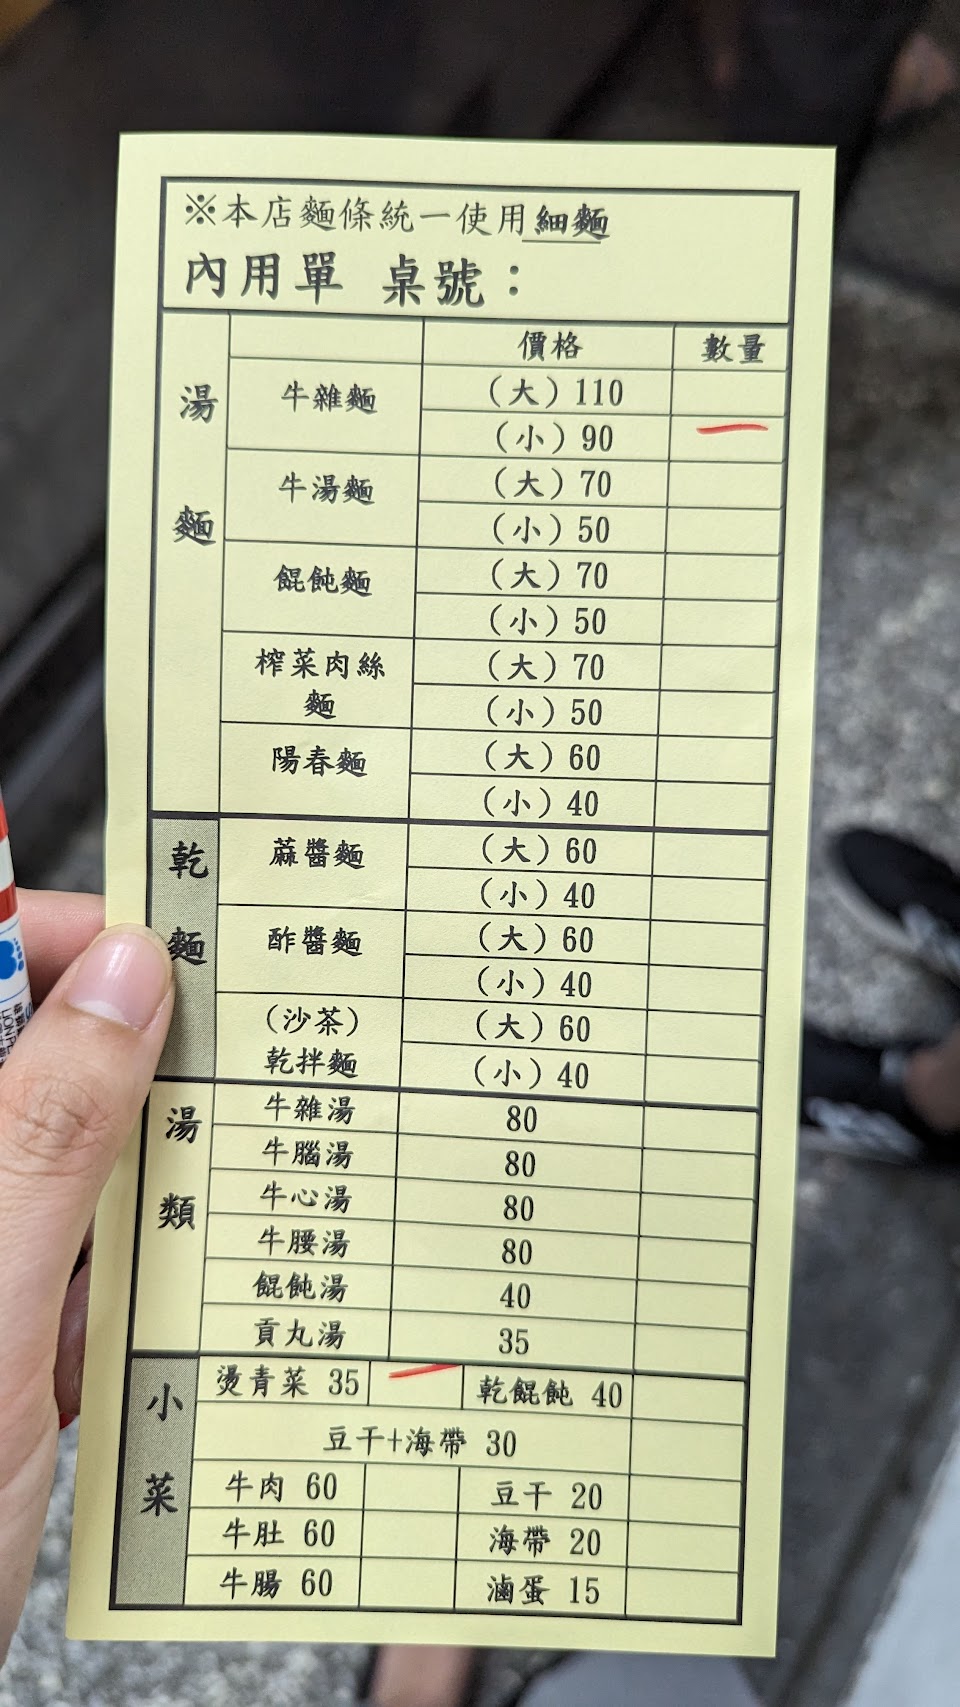 ※本店麵條統一使用細麵
內用單 桌號：
價格 數量
湯麵
牛雜麵 (大) 110
(小) 90
牛湯麵 (大) 70
(小) 50
餛飩麵 (大) 70
(小) 50
榨菜肉絲
麵
(大) 70
(小) 50
陽春麵 (大) 60
(小) 40
乾麵
蔴醬麵 (大) 60
(小) 40
酢醬麵 (大) 60
(小) 40
(沙茶)
乾拌麵
(大) 60
(小) 40
湯類
牛雜湯 80
牛腦湯 80
牛心湯 80
牛腰湯 80
餛飩湯 40
貢丸湯 35
小菜
燙青菜 35 乾餛飩 40
豆干+海帶 30
牛肉 60 豆干 20
牛肚 60 海帶 20
牛腸 60 滷蛋 15